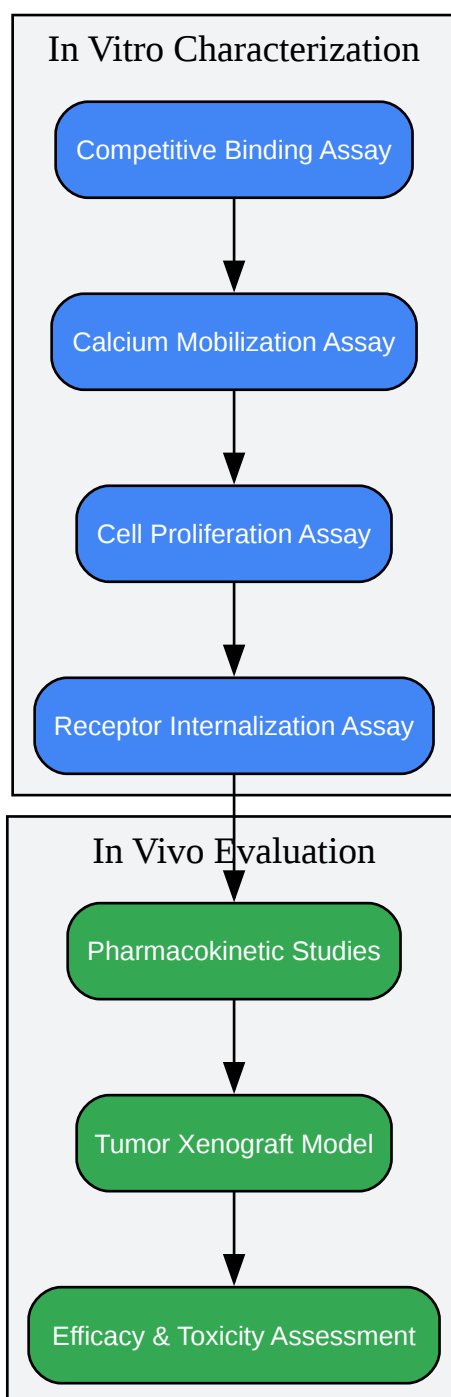 In Vitro Characterization
Competitive Binding Assay
Calcium Mobilization Assay
Cell Proliferation Assay
Receptor Internalization Assay
In Vivo Evaluation
Pharmacokinetic Studies
Tumor Xenograft Model
Efficacy & Toxicity Assessment